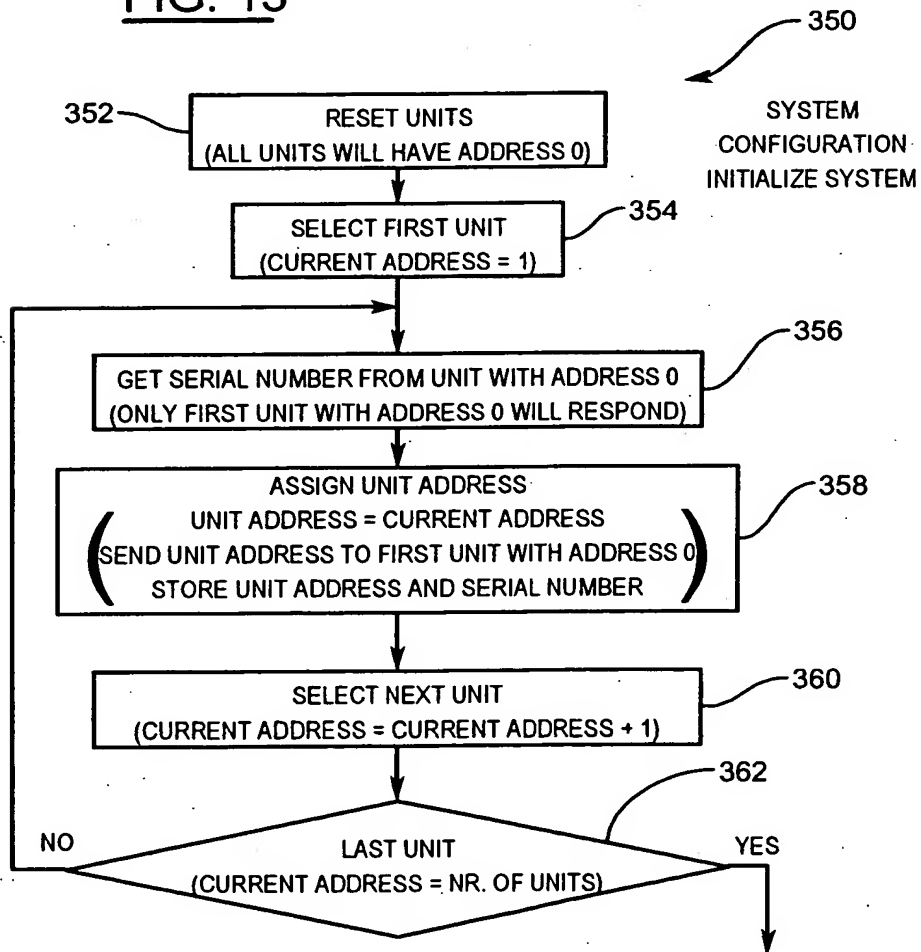 FIG. 13
350
SYSTEM
CONFIGURATION
INITIALIZE SYSTEM
352
RESET UNITS
(ALL UNITS WILL HAVE ADDRESS 0)
354
SELECT FIRST UNIT
(CURRENT ADDRESS = 1)
356
GET SERIAL NUMBER FROM UNIT WITH ADDRESS 0
(ONLY FIRST UNIT WITH ADDRESS 0 WILL RESPOND)
358
ASSIGN UNIT ADDRESS
(UNIT ADDRESS = CURRENT ADDRESS
SEND UNIT ADDRESS TO FIRST UNIT WITH ADDRESS 0
STORE UNIT ADDRESS AND SERIAL NUMBER)
360
SELECT NEXT UNIT
(CURRENT ADDRESS = CURRENT ADDRESS + 1)
362
NO
LAST UNIT
(CURRENT ADDRESS = NR. OF UNITS)
YES